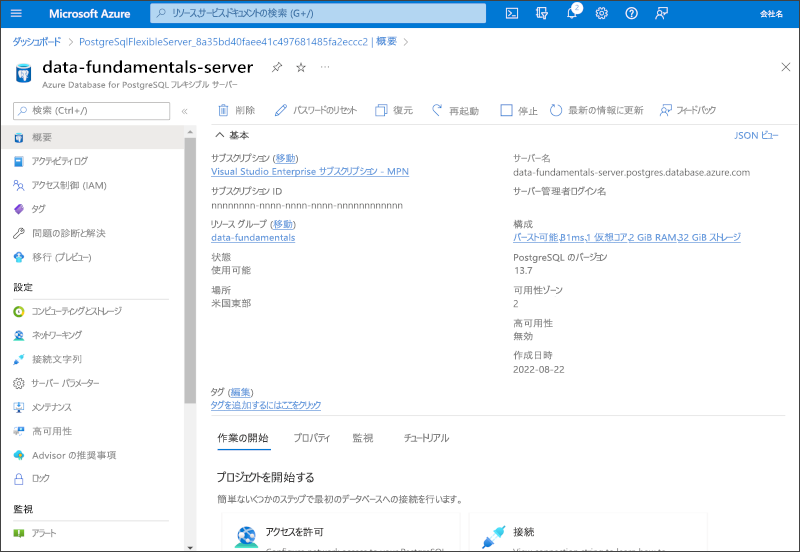 Microsoft Azure
リソース、サービス、ドキュメントの検索 (G+/)
2
会社名
ダッシュボード > PostgreSqlFlexibleServer_8a35bd40faee41c497681485fa2eccc2 | 概要 >
data-fundamentals-server
Azure Database for PostgreSQL フレキシブル サーバー
検索 (Ctrl+/)
«
概要
アクティビティ ログ
アクセス制御 (IAM)
タグ
問題の診断と解決
移行 (プレビュー)
設定
コンピューティングとストレージ
ネットワーキング
接続文字列
サーバー パラメーター
メンテナンス
高可用性
Advisor の推奨事項
ロック
監視
アラート
削除
パスワードのリセット
復元
再起動
停止
最新の情報に更新
フィードバック
基本
JSON ビュー
サブスクリプション (移動)
Visual Studio Enterprise サブスクリプション - MPN
サブスクリプション ID
nnnnnnnn-nnnn-nnnn-nnnn-nnnnnnnnnnnn
リソース グループ (移動)
data-fundamentals
状態
使用可能
場所
米国東部
サーバー名
data-fundamentals-server.postgres.database.azure.com
サーバー管理者ログイン名
構成
バースト可能,B1ms,1 仮想コア,2 GiB RAM,32 GiB ストレージ
PostgreSQL のバージョン
13.7
可用性ゾーン
2
高可用性
無効
作成日時
2022-08-22
タグ (編集)
タグを追加するにはここをクリック
作業の開始
プロパティ
監視
チュートリアル
プロジェクトを開始する
簡単ないくつかのステップで最初のデータベースへの接続を行います。
アクセスを許可
Configure network access to your PostgreSQL
接続
View connection string to learn how to